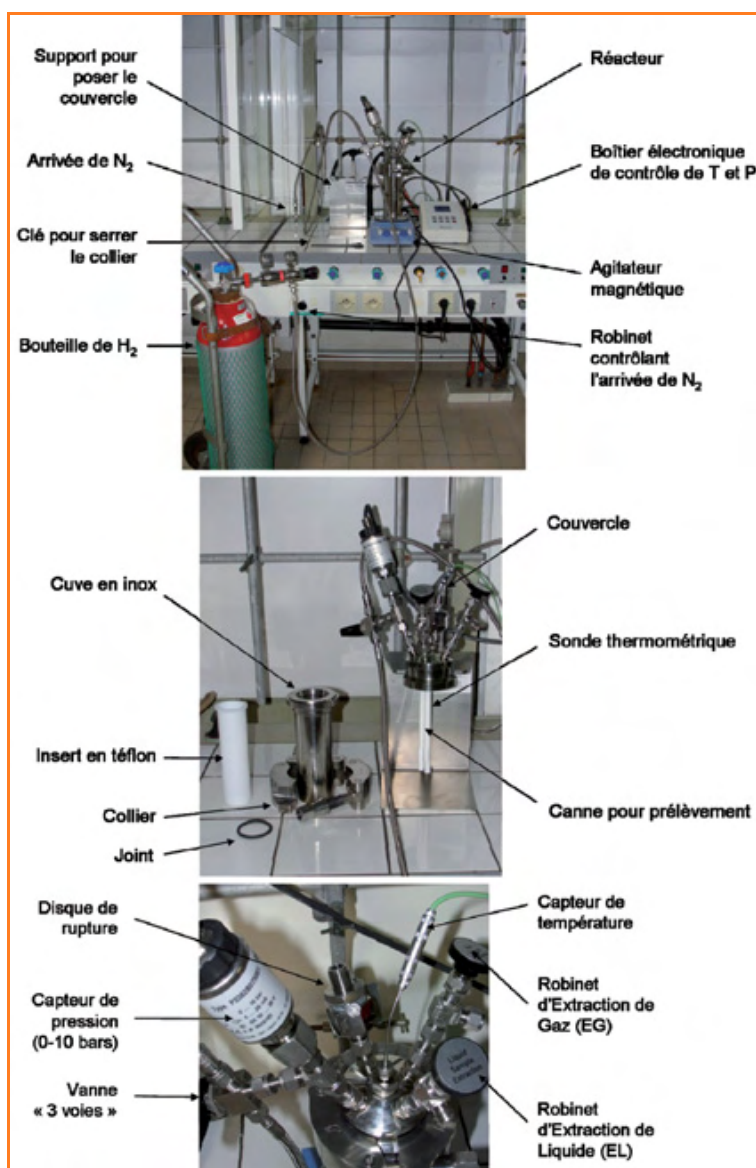 Support pour
poser le
couvercle
Réacteur
Arrivée de N2
Boîtier électronique
de contrôle de T et P
Clé pour serrer
le collier
Agitateur
magnétique
Bouteille de H2
Robinet
contrôlant
l'arrivée de N2
Couvercle
Cuve en inox
Sonde thermométrique
Insert en téflon
Canne pour prélèvement
Collier
Joint
Disque de
rupture
Capteur de
température
Capteur de
pression
(0-10 bars)
Robinet
d'Extraction de
Gaz (EG)
Liquid
Sample
Extraction
Vanne
« 3 voies »
Robinet
d'Extraction de
Liquide (EL)